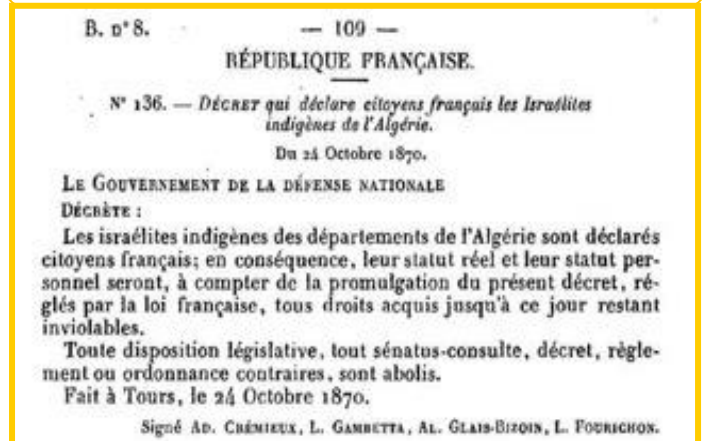 B. n° 8. — 109 —
RÉPUBLIQUE FRANÇAISE.
N° 136. — DÉCRET qui déclare citoyens français les Israélites
indigènes de l'Algérie.
Du 24 Octobre 1870.
LE GOUVERNEMENT DE LA DÉFENSE NATIONALE
DÉCRÈTE :
Les israélites indigènes des départements de l'Algérie sont déclarés
citoyens français; en conséquence, leur statut réel et leur statut per-
sonnel seront, à compter de la promulgation du présent décret, ré-
glés par la loi française, tous droits acquis jusqu'à ce jour restant
inviolables.
Toute disposition législative, tout sénatus-consulte, décret, règle-
ment ou ordonnance contraires, sont abolis.
Fait à Tours, le 24 Octobre 1870.
Signé AD. CRÉMIEUX, L. GAMBETTA, AL. GLAIS-BIZOIN, L. FOURICHON.